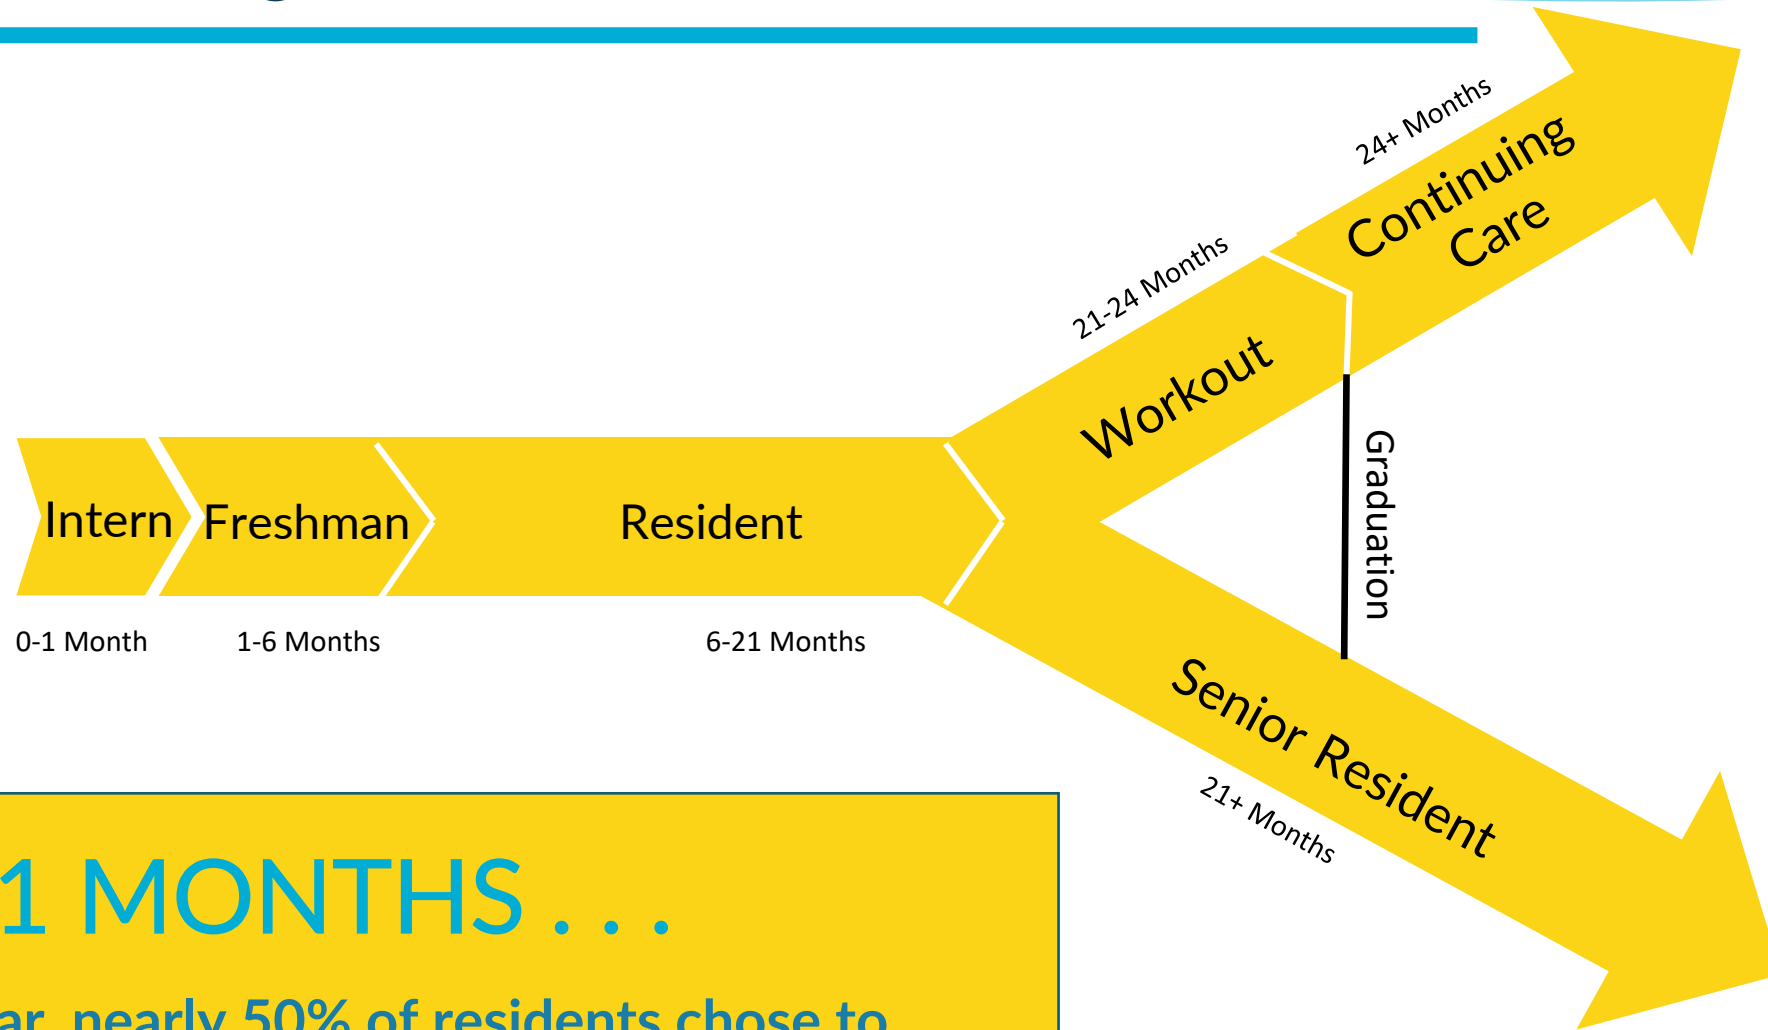 24+ Months
Continuing
Care
21-24 Months
Workout
Graduation
Intern
Freshman
Resident
0-1 Month
1-6 Months
6-21 Months
Senior Resident
21+ Months
1 MONTHS . . .
nearly 50% of residents chose to